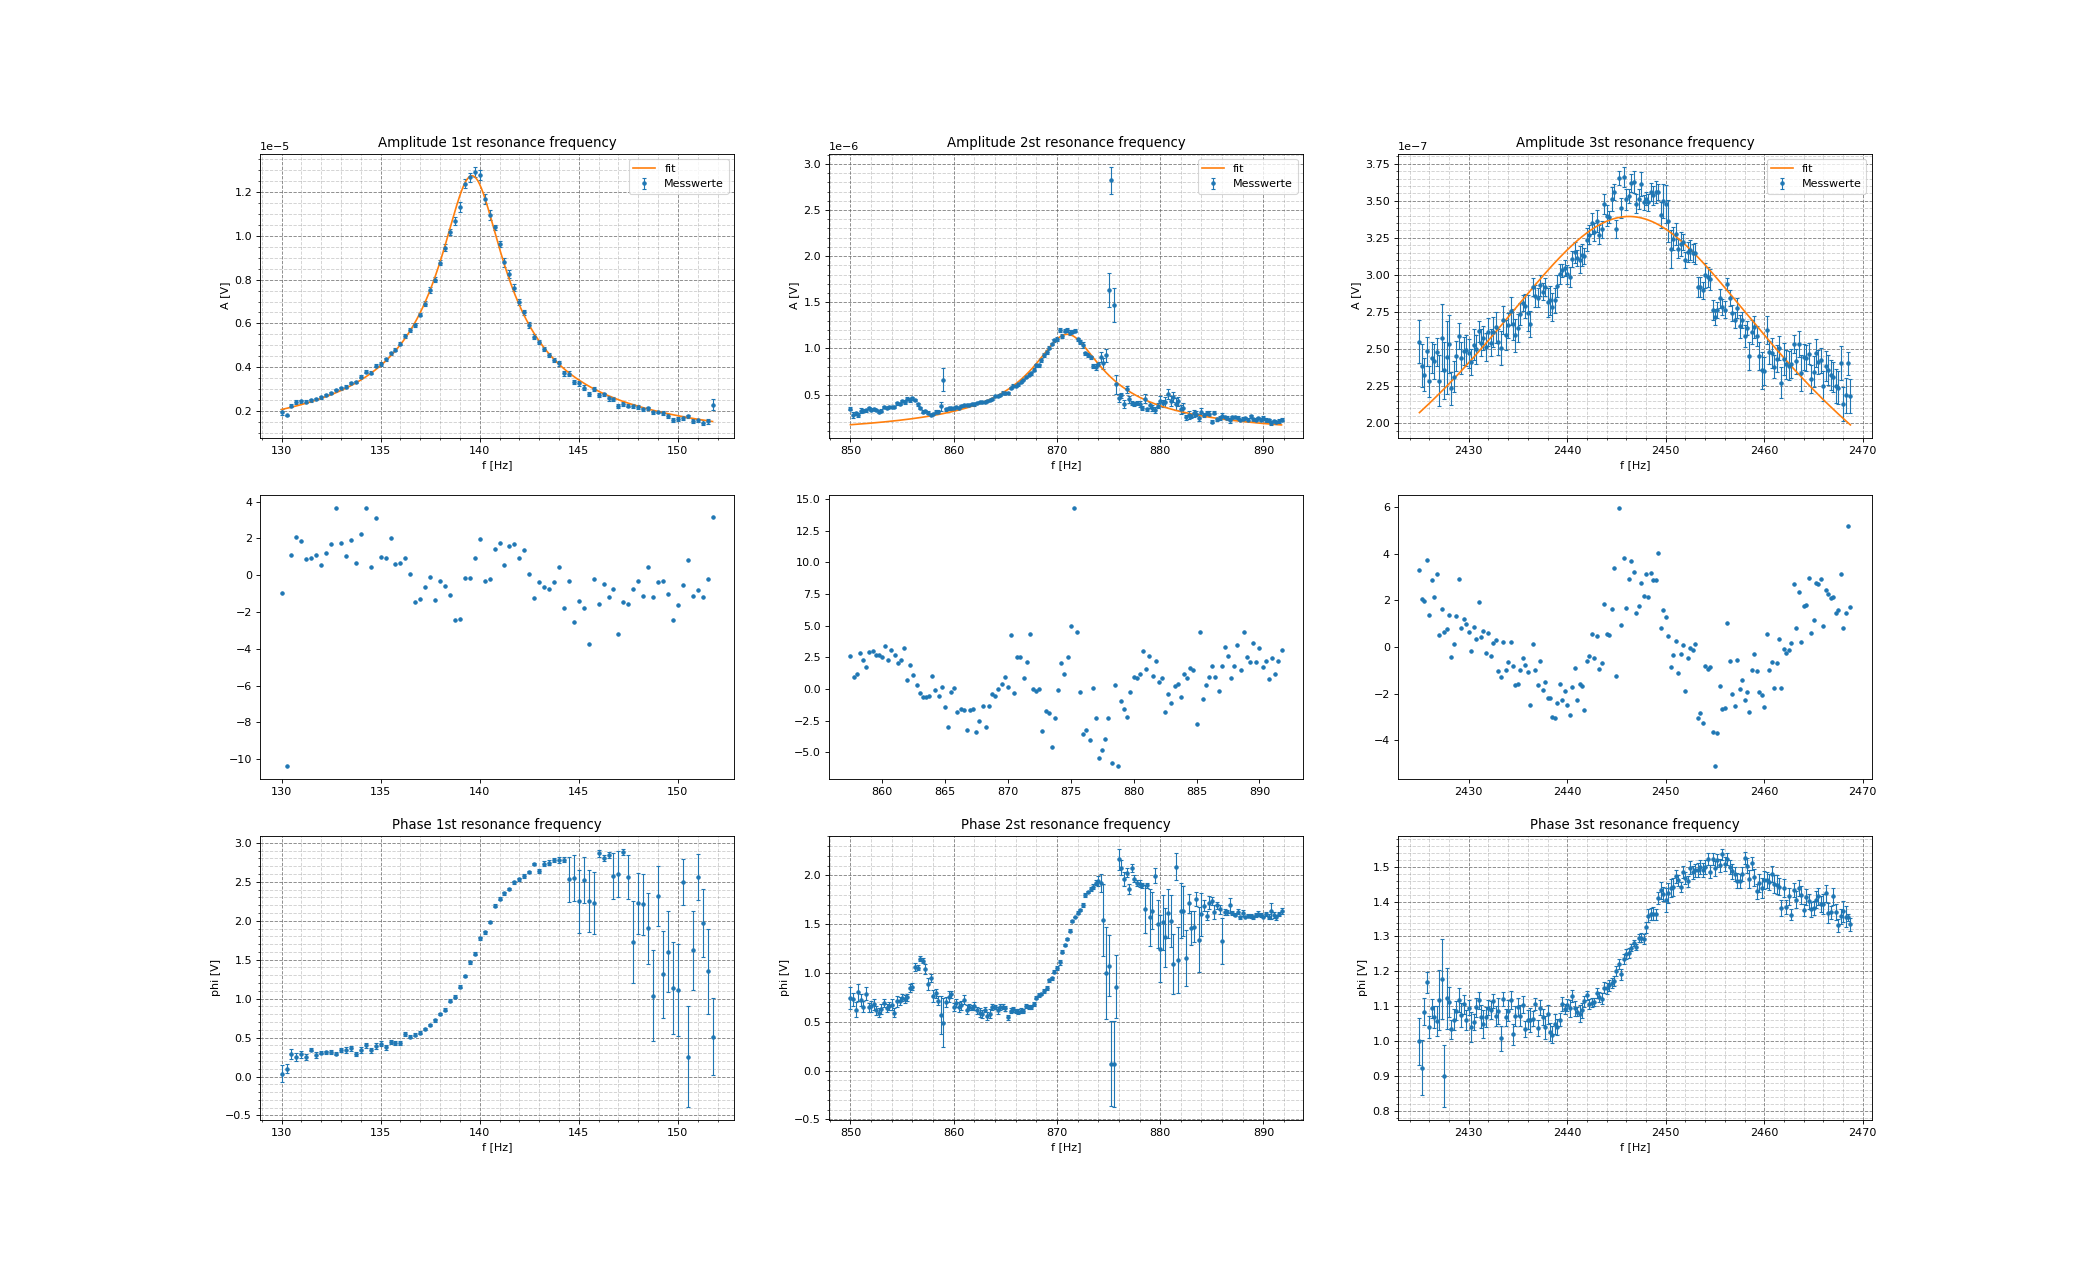 Amplitude 1st resonance frequency
1e−5
A [V]
1.2
1.0
0.8
0.6
0.4
0.2
fit
Messwerte
130 135 140 145 150
f [Hz]
Amplitude 2st resonance frequency
1e−6
A [V]
3.0
2.5
2.0
1.5
1.0
0.5
fit
Messwerte
850 860 870 880 890
f [Hz]
Amplitude 3st resonance frequency
1e−7
A [V]
3.75
3.50
3.25
3.00
2.75
2.50
2.25
2.00
fit
Messwerte
2430 2440 2450 2460 2470
f [Hz]
4
2
0
−2
−4
−6
−8
−10
130 135 140 145 150
15.0
12.5
10.0
7.5
5.0
2.5
0.0
−2.5
−5.0
860 865 870 875 880 885 890
6
4
2
0
−2
−4
2430 2440 2450 2460 2470
Phase 1st resonance frequency
phi [V]
3.0
2.5
2.0
1.5
1.0
0.5
0.0
−0.5
130 135 140 145 150
f [Hz]
Phase 2st resonance frequency
phi [V]
2.0
1.5
1.0
0.5
0.0
−0.5
850 860 870 880 890
f [Hz]
Phase 3st resonance frequency
phi [V]
1.5
1.4
1.3
1.2
1.1
1.0
0.9
0.8
2430 2440 2450 2460 2470
f [Hz]